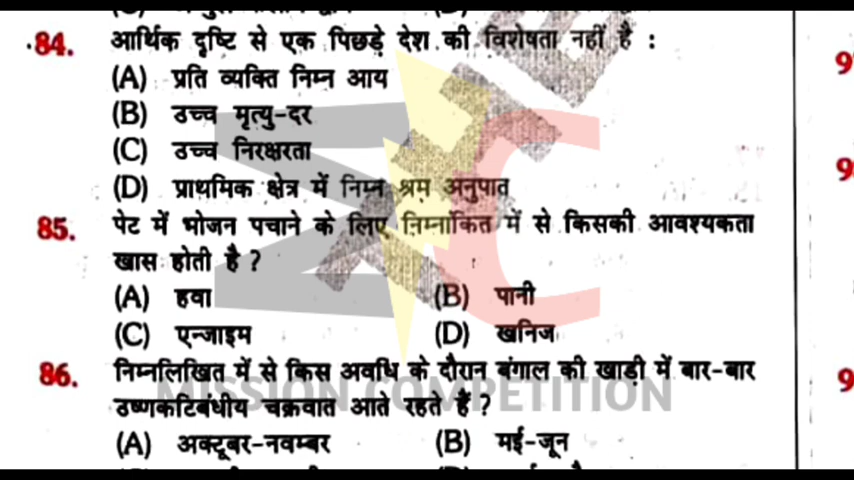 84. आर्थिक दृष्टि से एक पिछड़े देश की विशेषता नहीं है :
(A) प्रति व्यक्ति निम्न आय
(B) उच्च मृत्यु-दर
(C) उच्च निरक्षरता
(D) प्राथमिक क्षेत्र में निम्न श्रम अनुपात
85. पेट में भोजन पचाने के लिए निम्नांकित में से किसकी आवश्यकता
खास होती है ?
(A) हवा (B) पानी
(C) एन्जाइम (D) खनिज
86. निम्नलिखित में से किस अवधि के दौरान बंगाल की खाड़ी में बार-बार
उष्णकटिबंधीय चक्रवात आते रहते हैं ?
(A) अक्टूबर-नवम्बर (B) मई-जून
MISSION COMPETITION